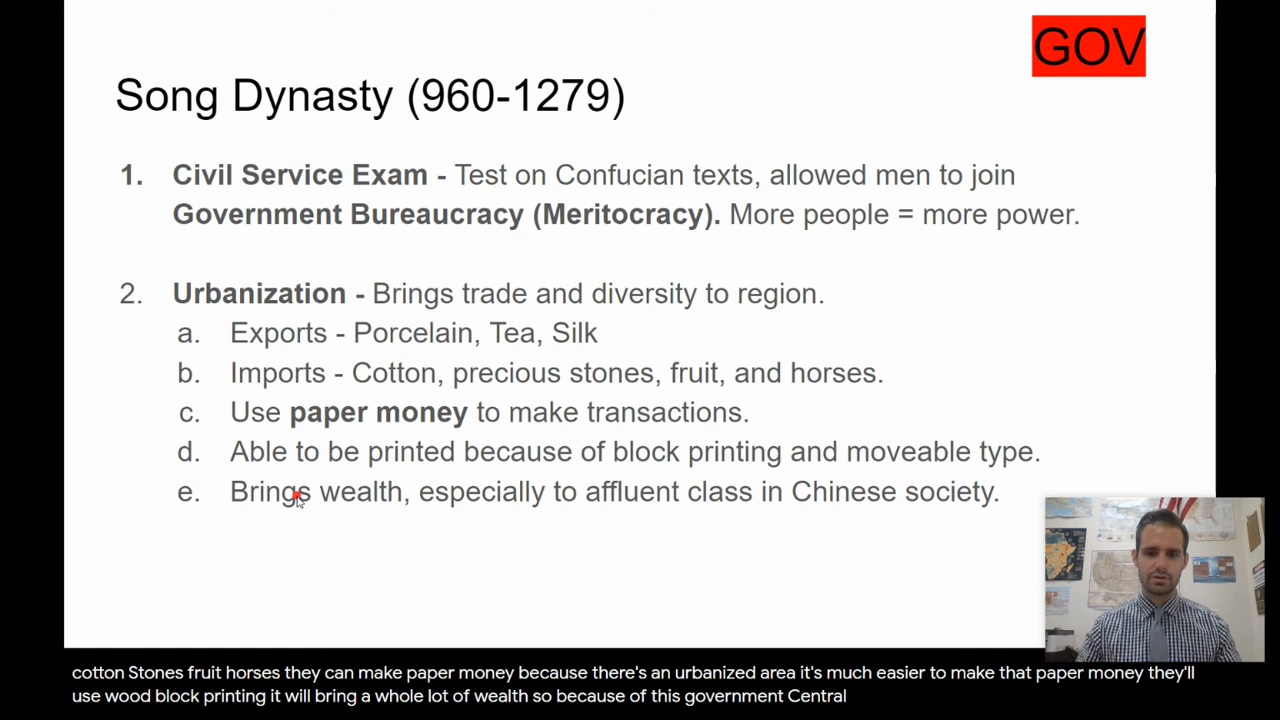 GOV
Song Dynasty (960-1279)
1. Civil Service Exam - Test on Confucian texts, allowed men to join
Government Bureaucracy (Meritocracy). More people = more power.
2. Urbanization - Brings trade and diversity to region.
a. Exports - Porcelain, Tea, Silk
b. Imports - Cotton, precious stones, fruit, and horses.
c. Use paper money to make transactions.
d. Able to be printed because of block printing and moveable type.
e. Brings wealth, especially to affluent class in Chinese society.
cotton Stones fruit horses they can make paper money because there's an urbanized area it's much easier to make that paper money they'll
use wood block printing it will bring a whole lot of wealth so because of this government Central